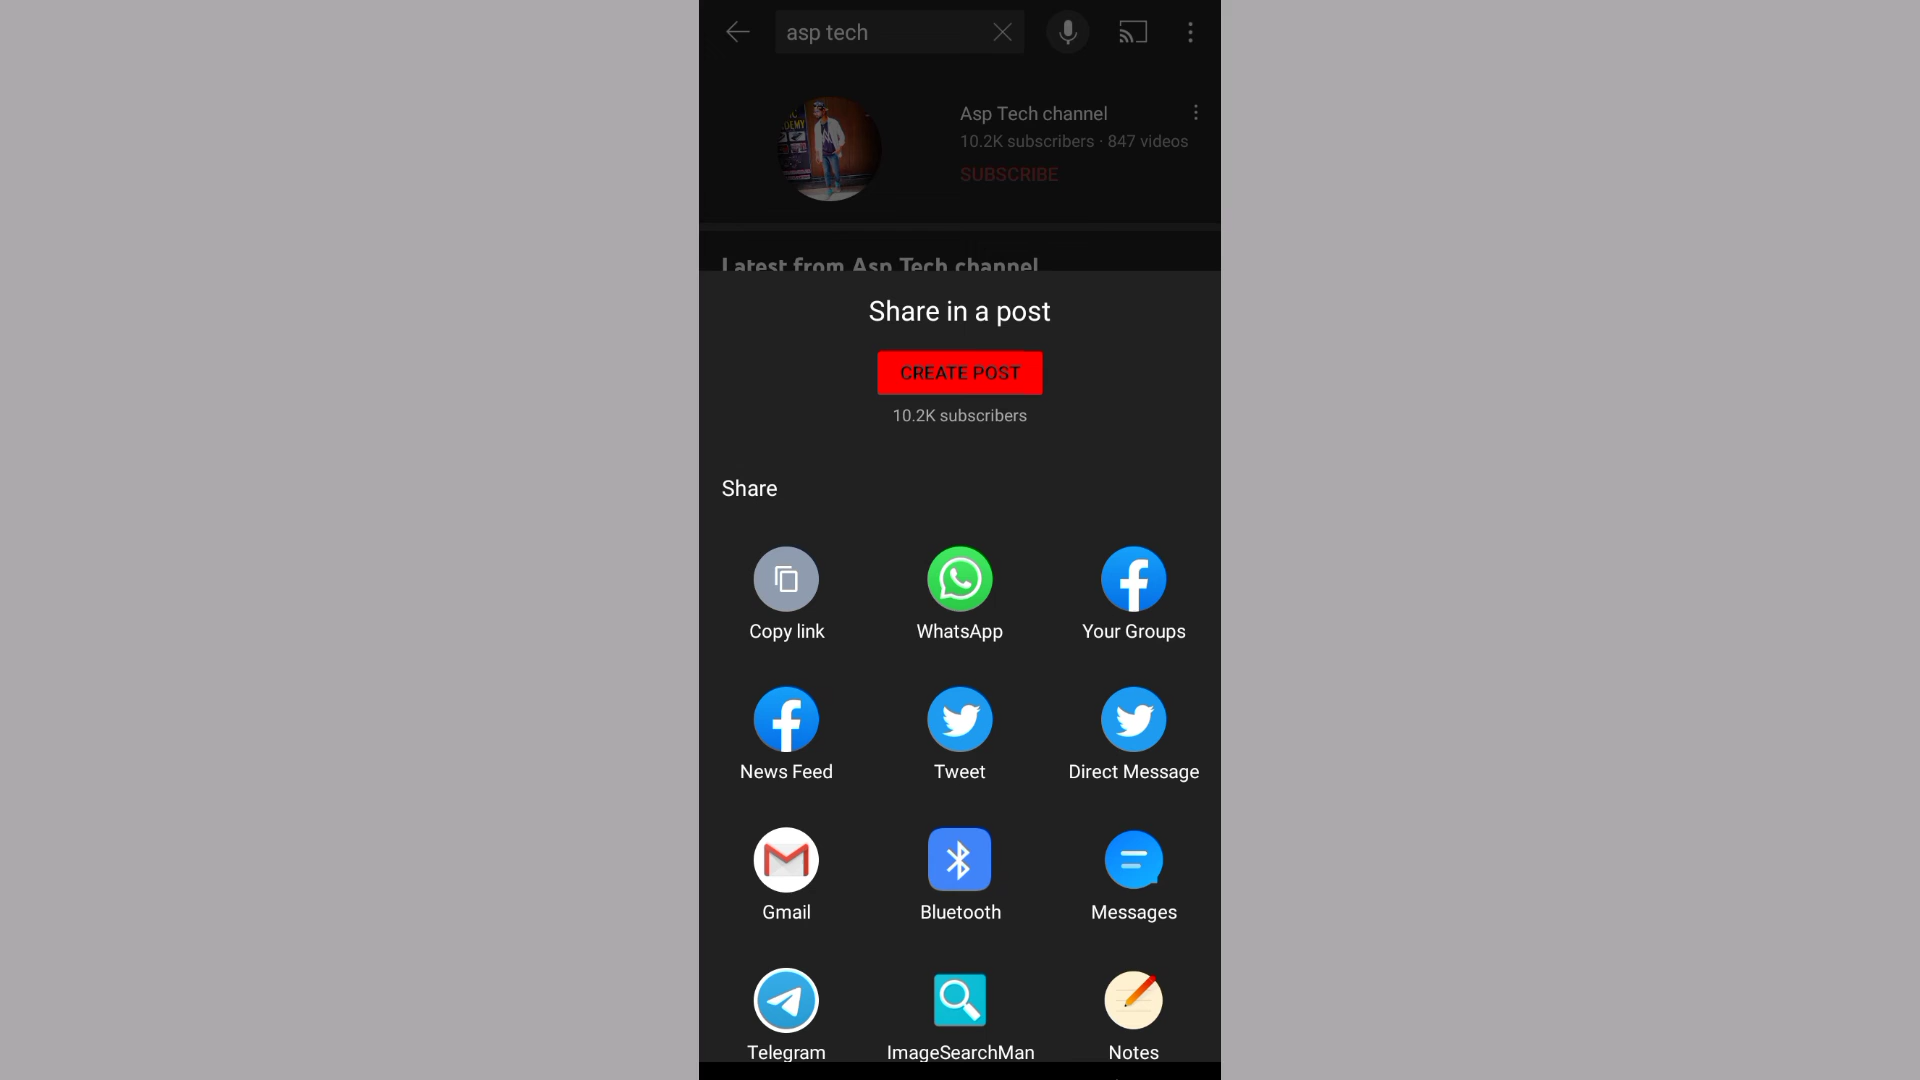 asp tech
Asp Tech channel
10.2K subscribers · 847 videos
SUBSCRIBE
Latest from Asp Tech channel
Share in a post
CREATE POST
10.2K subscribers
Share
Copy link
WhatsApp
Your Groups
News Feed
Tweet
Direct Message
Gmail
Bluetooth
Messages
Telegram
ImageSearchMan
Notes